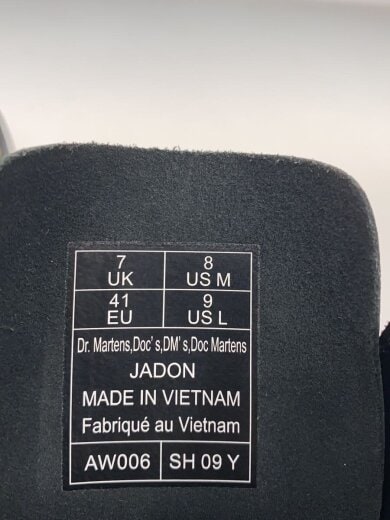 7 8
UK US M
41 9
EU US L
Dr. Martens,Doc's,DM's,Doc Martens
JADON
MADE IN VIETNAM
Fabriqué au Vietnam
AW006 SH 09 Y